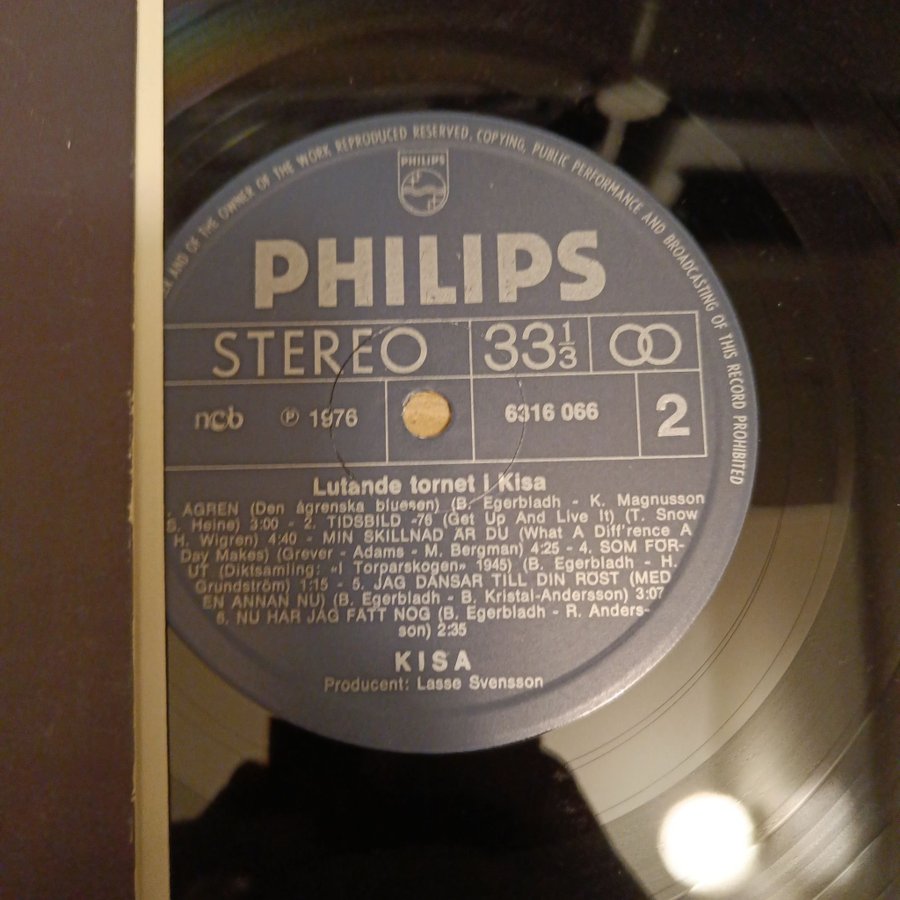 AND OF THE OWNER OF THE WORK REPRODUCED RESERVED, COPYING, PUBLIC PERFORMANCE AND BROADCASTING OF THIS RECORD PROHIBITED
PHILIPS
PHILIPS
STEREO 33 1/3
ncb ℗ 1976 6316 066 2
Lutande tornet i Kisa
. ÅGREN (Den ågrenska bluesen) (B. Egerbladh - K. Magnusson
S. Heine) 3:00 - 2. TIDSBILD -76 (Get Up And Live It) (T. Snow
H. Wigren) 4:40 - MIN SKILLNAD ÄR DU (What A Diff'rence A
Day Makes) (Grever - Adams - M. Bergman) 4:25 - 4. SOM FÖR-
UT (Diktsamling: «I Torparskogen» 1945) (B. Egerbladh - H.
Grundström) 1:15 - 5. JAG DANSAR TILL DIN RÖST (MED
EN ANNAN NU) (B. Egerbladh - B. Kristal-Andersson) 3:07
6. NU HAR JAG FÅTT NOG (B. Egerbladh - R. Anders-
son) 2:35
KISA
Producent: Lasse Svensson